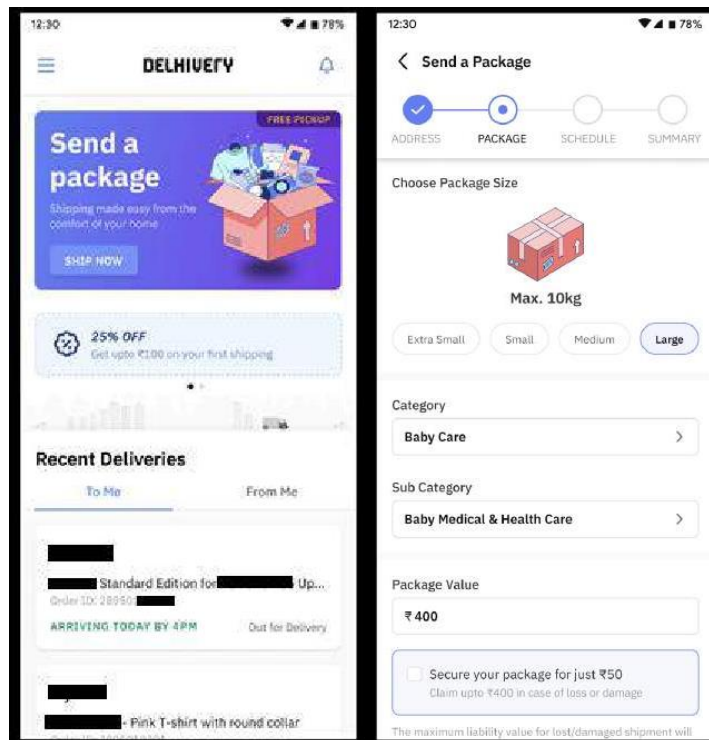 12:30
78%
DELHIVERY
FREE PICKUP
Send a
package
Shipping made easy from the
comfort of your home
SHIP NOW
25% OFF
Get upto ₹100 on your first shipping
Recent Deliveries
To Me From Me
Standard Edition for Up...
Order ID: 289501
ARRIVING TODAY BY 4PM Out for Delivery
- Pink T-shirt with round collar
12:30
78%
Send a Package
ADDRESS PACKAGE SCHEDULE SUMMARY
Choose Package Size
Max. 10kg
Extra Small Small Medium Large
Category
Baby Care
Sub Category
Baby Medical & Health Care
Package Value
₹400
Secure your package for just ₹50
Claim upto ₹400 in case of loss or damage
The maximum liability value for lost/damaged shipment will